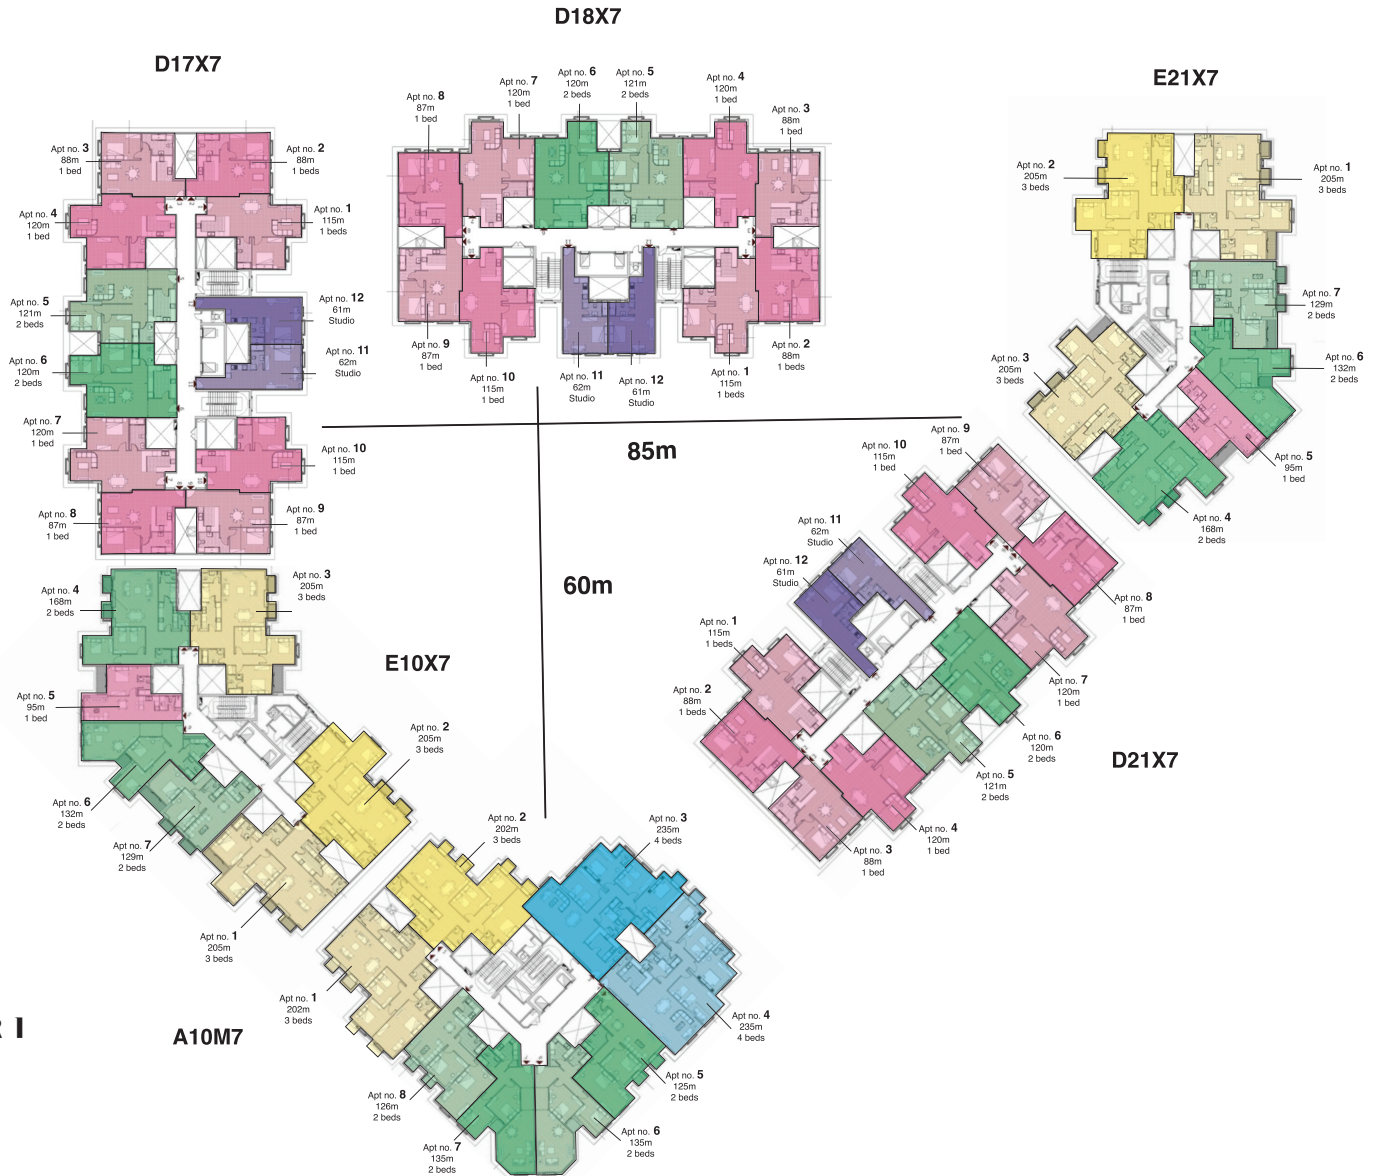 D18X7
D17X7
E21X7
Apt no. 3
88m
1 bed
Apt no. 2
88m
1 beds
Apt no. 4
120m
1 bed
Apt no. 1
115m
1 beds
Apt no. 5
121m
2 beds
Apt no. 12
61m
Studio
Apt no. 6
120m
2 beds
Apt no. 11
62m
Studio
Apt no. 7
120m
1 bed
Apt no. 10
115m
1 bed
Apt no. 8
87m
1 bed
Apt no. 9
87m
1 bed
Apt no. 8
87m
1 bed
Apt no. 7
120m
1 bed
Apt no. 6
120m
2 beds
Apt no. 5
121m
2 beds
Apt no. 4
120m
1 bed
Apt no. 3
88m
1 bed
Apt no. 9
87m
1 bed
Apt no. 10
115m
1 bed
Apt no. 11
62m
Studio
Apt no. 12
61m
Studio
Apt no. 1
115m
1 beds
Apt no. 2
88m
1 beds
Apt no. 2
205m
3 beds
Apt no. 1
205m
3 beds
Apt no. 7
129m
2 beds
Apt no. 3
205m
3 beds
Apt no. 6
132m
2 beds
Apt no. 5
95m
1 bed
Apt no. 4
168m
2 beds
85m
60m
Apt no. 9
87m
1 bed
Apt no. 10
115m
1 bed
Apt no. 11
62m
Studio
Apt no. 12
61m
Studio
Apt no. 8
87m
1 bed
Apt no. 1
115m
1 beds
Apt no. 7
120m
1 bed
Apt no. 2
88m
1 beds
Apt no. 6
120m
2 beds
Apt no. 5
121m
2 beds
Apt no. 4
120m
1 bed
Apt no. 3
88m
1 bed
D21X7
E10X7
Apt no. 4
168m
2 beds
Apt no. 3
205m
3 beds
Apt no. 5
95m
1 bed
Apt no. 2
205m
3 beds
Apt no. 6
132m
2 beds
Apt no. 7
129m
2 beds
Apt no. 1
205m
3 beds
Apt no. 2
202m
3 beds
Apt no. 3
235m
4 beds
Apt no. 1
202m
3 beds
Apt no. 4
235m
4 beds
Apt no. 5
125m
2 beds
Apt no. 8
126m
2 beds
Apt no. 6
135m
2 beds
Apt no. 7
135m
2 beds
A10M7